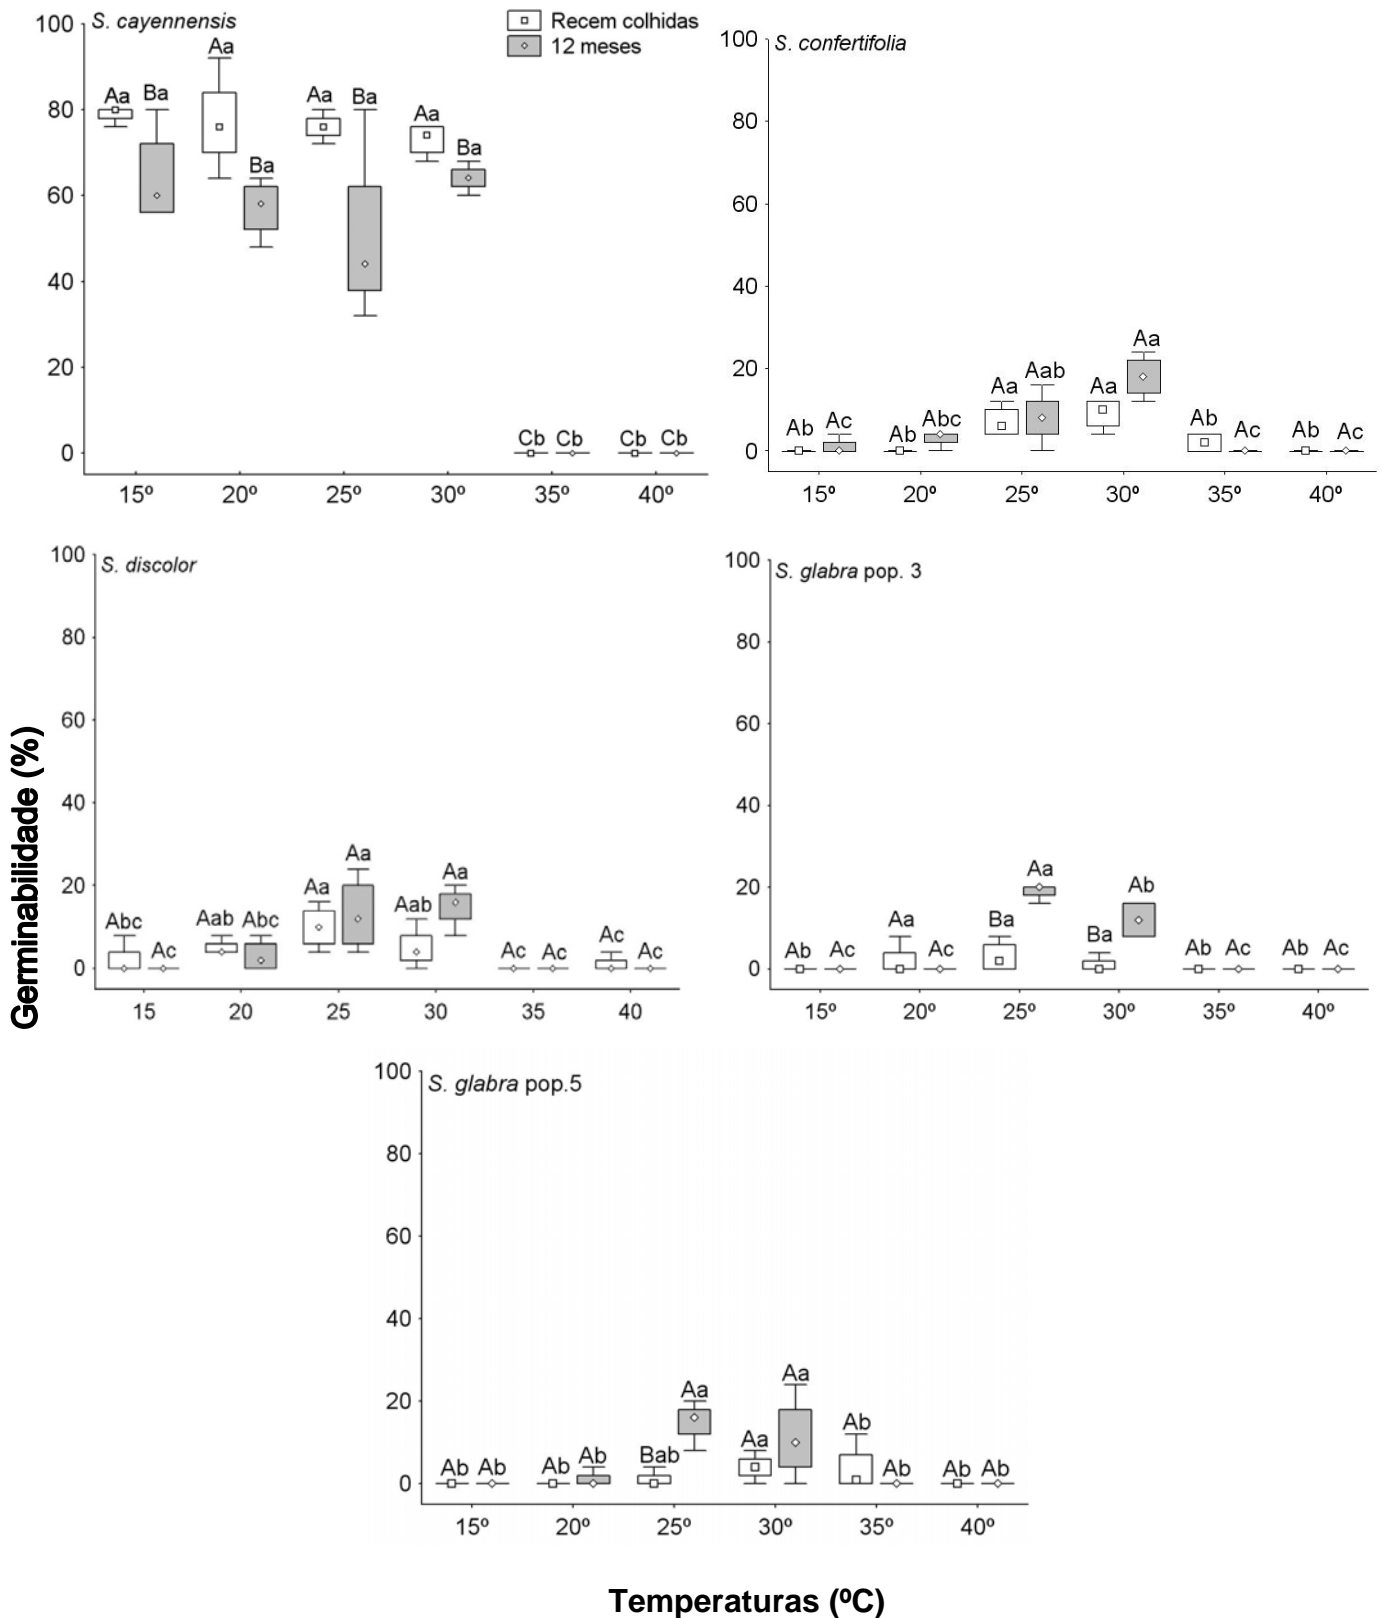 S. cayennensis
Recem colhidas
12 meses
100
80
60
40
20
0
Aa Ba Aa Ba Aa Ba Aa Ba Cb Cb Cb Cb
15º 20º 25º 30º 35º 40º
S. confertifolia
100
80
60
40
20
0
Ab Ac Ab Abc Aa Aab Aa Aa Ab Ac Ab Ac
15º 20º 25º 30º 35º 40º
Germinabilidade (%)
S. discolor
100
80
60
40
20
0
Abc Ac Aab Abc Aa Aa Aab Aa Ac Ac Ac Ac
15 20 25 30 35 40
S. glabra pop. 3
100
80
60
40
20
0
Ab Ac Aa Ac Ba Aa Ba Ab Ab Ac Ab Ac
15º 20º 25º 30º 35º 40º
S. glabra pop.5
100
80
60
40
20
0
Ab Ab Ab Ab Bab Aa Aa Aa Ab Ab Ab Ab
15º 20º 25º 30º 35º 40º
Temperaturas (ºC)